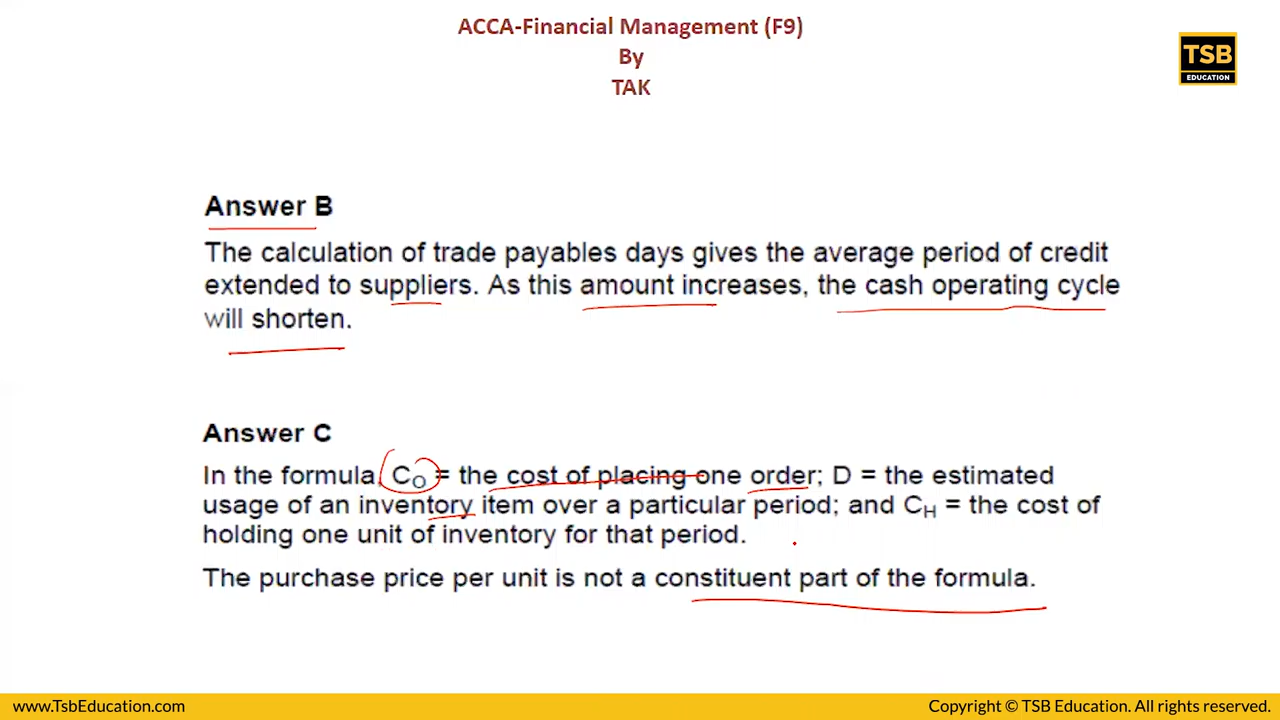 ACCA-Financial Management (F9)
By
TAK
TSB
EDUCATION
Answer B
The calculation of trade payables days gives the average period of credit
extended to suppliers. As this amount increases, the cash operating cycle
will shorten.
Answer C
In the formula, C₀ = the cost of placing one order; D = the estimated
usage of an inventory item over a particular period; and Cₕ = the cost of
holding one unit of inventory for that period.
The purchase price per unit is not a constituent part of the formula.
www.TsbEducation.com
Copyright © TSB Education. All rights reserved.